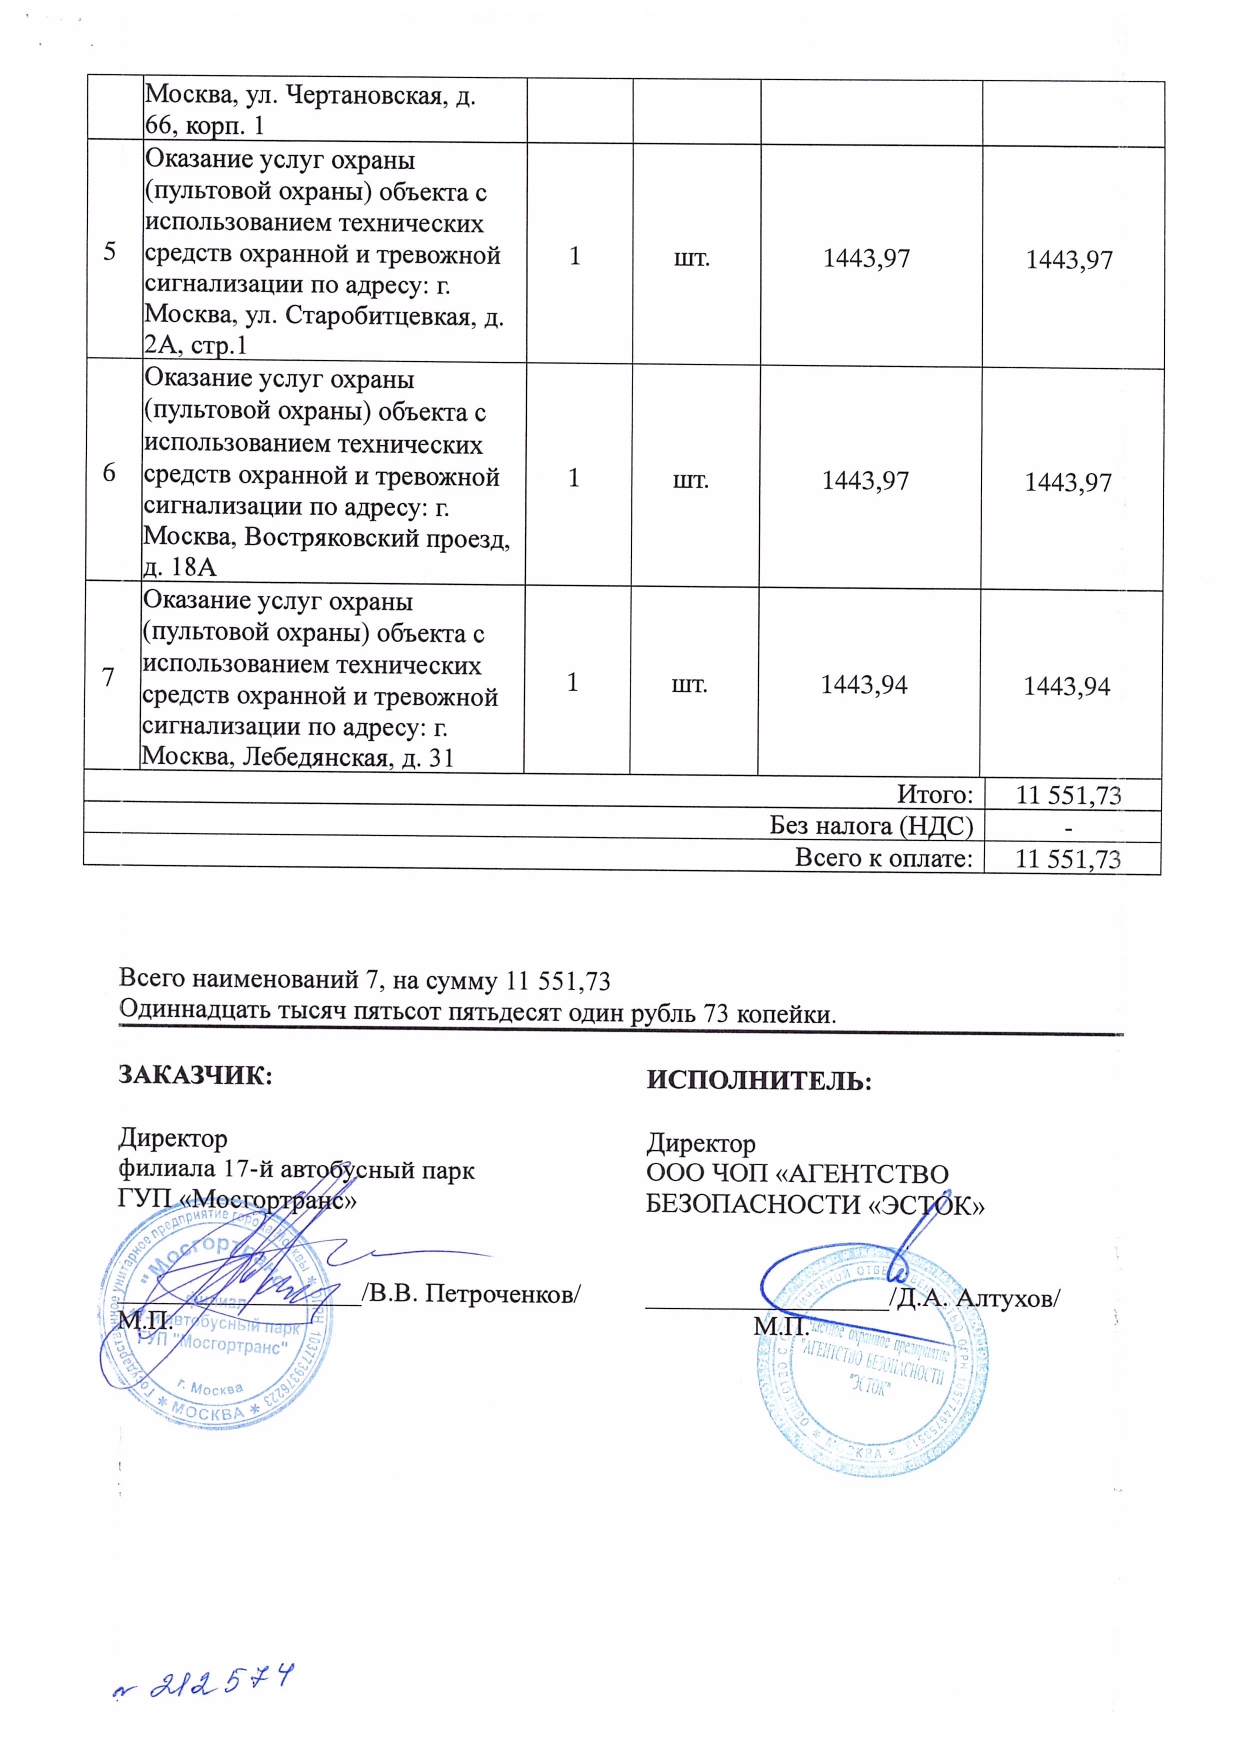 Москва, ул. Чертановская, д.
66, корп. 1
5
Оказание услуг охраны
(пультовой охраны) объекта с
использованием технических
средств охранной и тревожной
сигнализации по адресу: г.
Москва, ул. Старобитцевкая, д.
2А, стр.1
1
шт.
1443,97
1443,97
6
Оказание услуг охраны
(пультовой охраны) объекта с
использованием технических
средств охранной и тревожной
сигнализации по адресу: г.
Москва, Востряковский проезд,
д. 18А
1
шт.
1443,97
1443,97
7
Оказание услуг охраны
(пультовой охраны) объекта с
использованием технических
средств охранной и тревожной
сигнализации по адресу: г.
Москва, Лебедянская, д. 31
1
шт.
1443,94
1443,94
Итого: 11 551,73
Без налога (НДС) -
Всего к оплате: 11 551,73
Всего наименований 7, на сумму 11 551,73
Одиннадцать тысяч пятьсот пятьдесят один рубль 73 копейки.
ЗАКАЗЧИК:
Директор
филиала 17-й автобусный парк
ГУП «Мосгортранс»
/В.В. Петроченков/
М.П.
Государственное унитарное предприятие города Москвы ✱ ОГРН 1037739376223 ✱ МОСКВА ✱
"Мосгортранс"
филиал
автобусный парк
ГУП "Мосгортранс"
г. Москва
ИСПОЛНИТЕЛЬ:
Директор
ООО ЧОП «АГЕНТСТВО
БЕЗОПАСНОСТИ «ЭСТОК»
/Д.А. Алтухов/
М.П.
охранное предприятие
"АГЕНТСТВО БЕЗОПАСНОСТИ
"ЭСТОК"
✱ МОСКВА ✱
212574